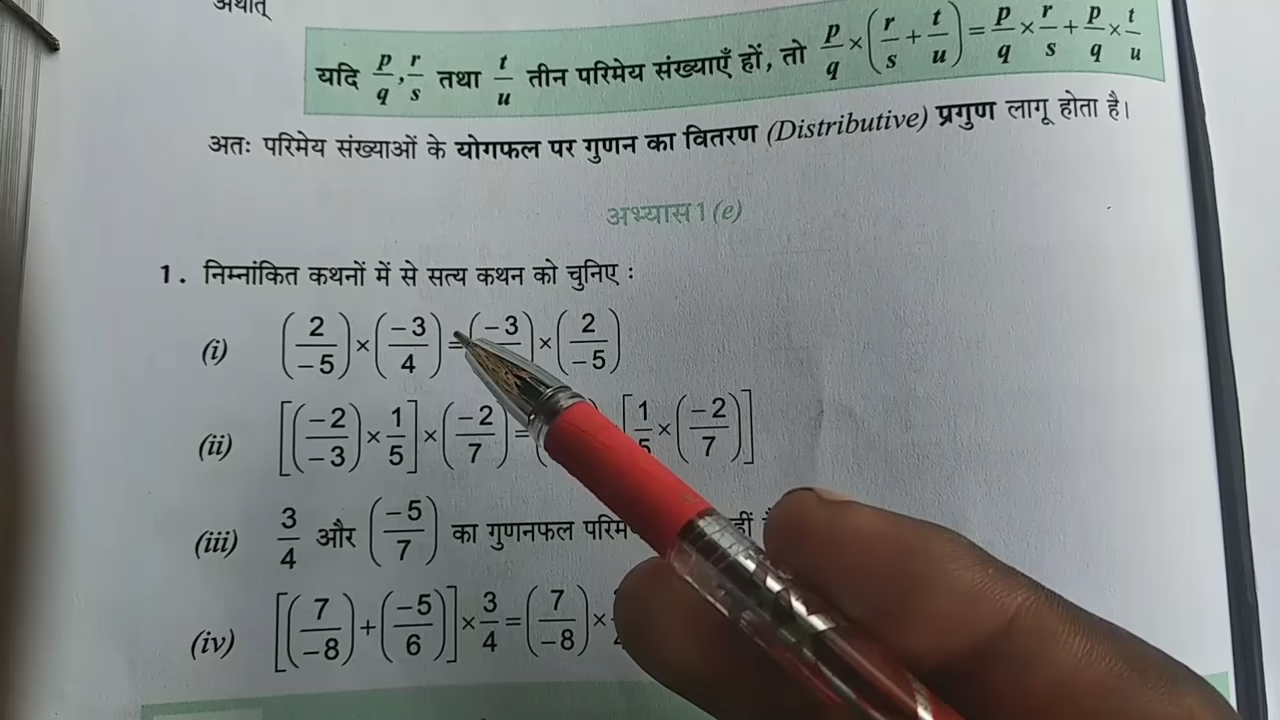 अर्थात्
यदि p/q, r/s तथा t/u तीन परिमेय संख्याएँ हों, तो p/q × (r/s + t/u) = p/q × r/s + p/q × t/u
अतः परिमेय संख्याओं के योगफल पर गुणन का वितरण (Distributive) प्रगुण लागू होता है।
अभ्यास 1 (e)
1. निम्नांकित कथनों में से सत्य कथन को चुनिए :
(i) (2/-5) × (-3/4) = (-3/ ) × (2/-5)
(ii) [(-2/-3) × 1/5] × (-2/7) = ( [1/5 × (-2/7)]
(iii) 3/4 और (-5/7) का गुणनफल
(iv) [(7/-8) + (-5/6)] × 3/4 = (7/-8) ×